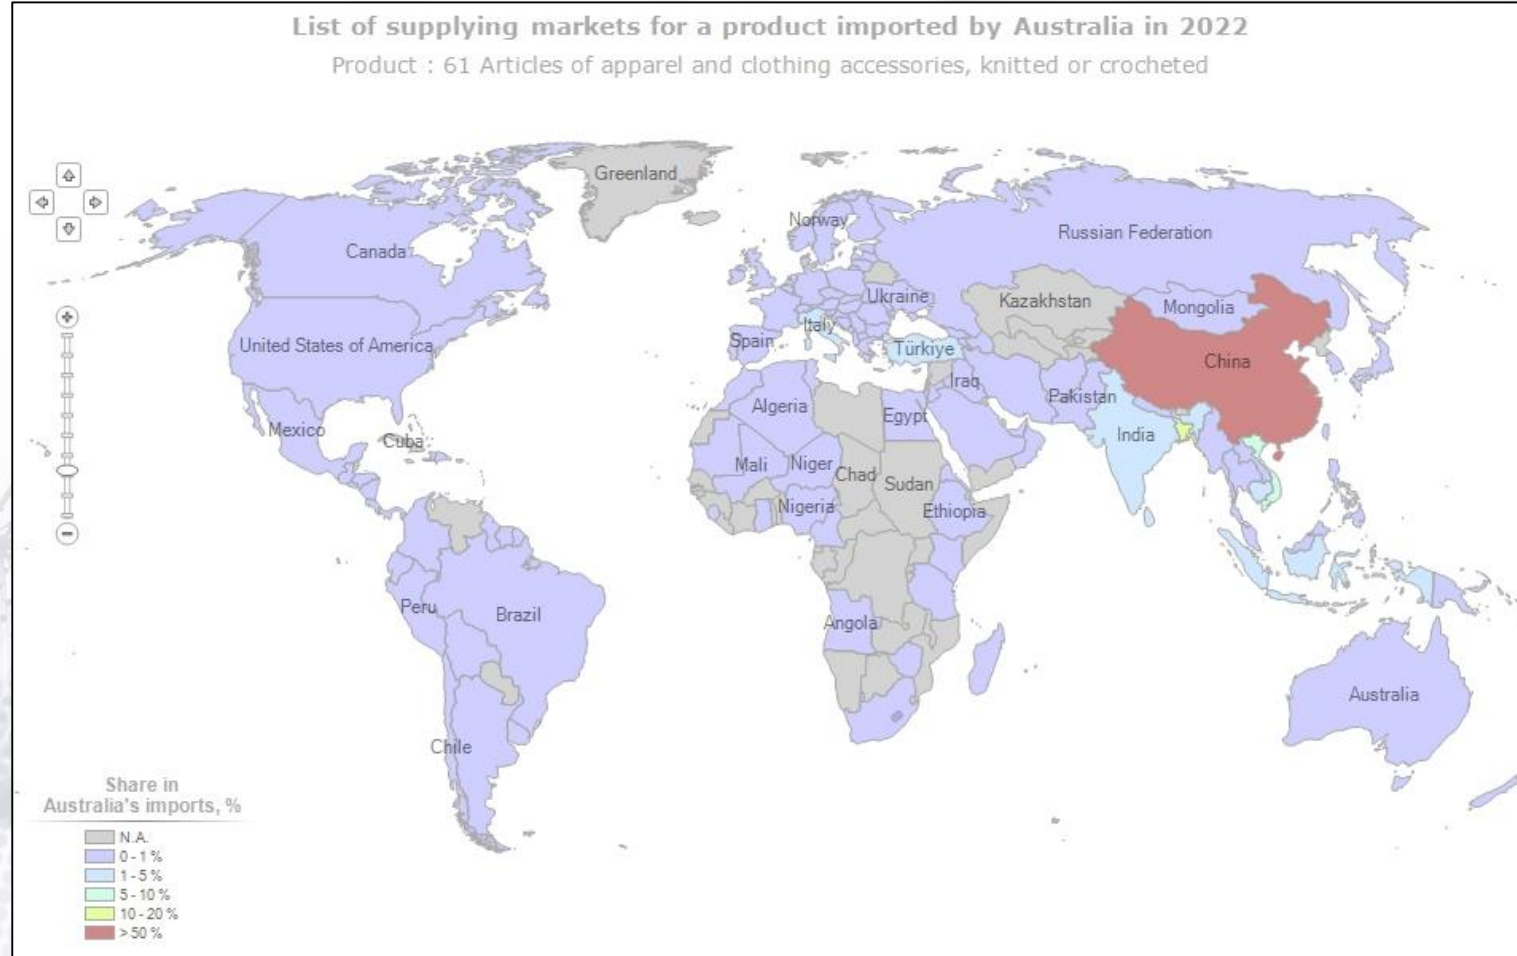 List of supplying markets for a product imported by Australia in 2022
Product : 61 Articles of apparel and clothing accessories, knitted or crocheted
Greenland
Norway
Russian Federation
Canada
Ukraine
Kazakhstan
Mongolia
Italy
Spain
Türkiye
United States of America
China
Iraq
Pakistan
Algeria
Egypt
Mexico
Cuba
India
Mali
Niger
Chad
Sudan
Nigeria
Ethiopia
Peru
Brazil
Angola
Australia
Chile
Share in
Australia's imports, %
N.A.
0 - 1 %
1 - 5 %
5 - 10 %
10 - 20 %
> 50 %